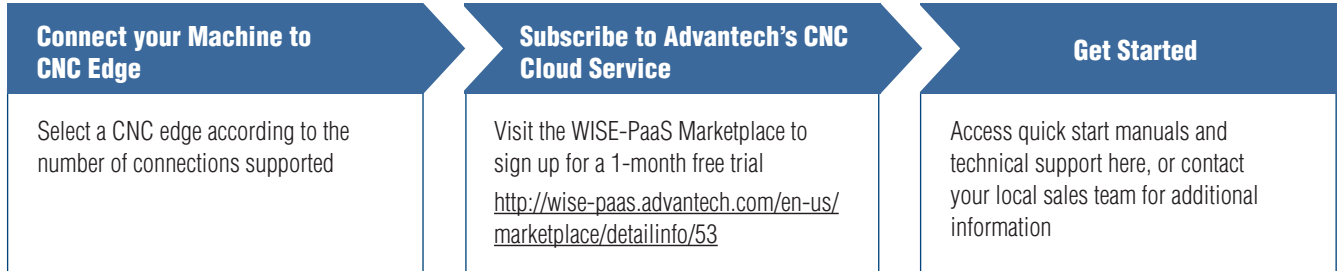 Connect your Machine to
CNC Edge
Select a CNC edge according to the
number of connections supported
Subscribe to Advantech's CNC
Cloud Service
Visit the WISE-PaaS Marketplace to
sign up for a 1-month free trial
http://wise-paas.advantech.com/en-us/
marketplace/detailinfo/53
Get Started
Access quick start manuals and
technical support here, or contact
your local sales team for additional
information